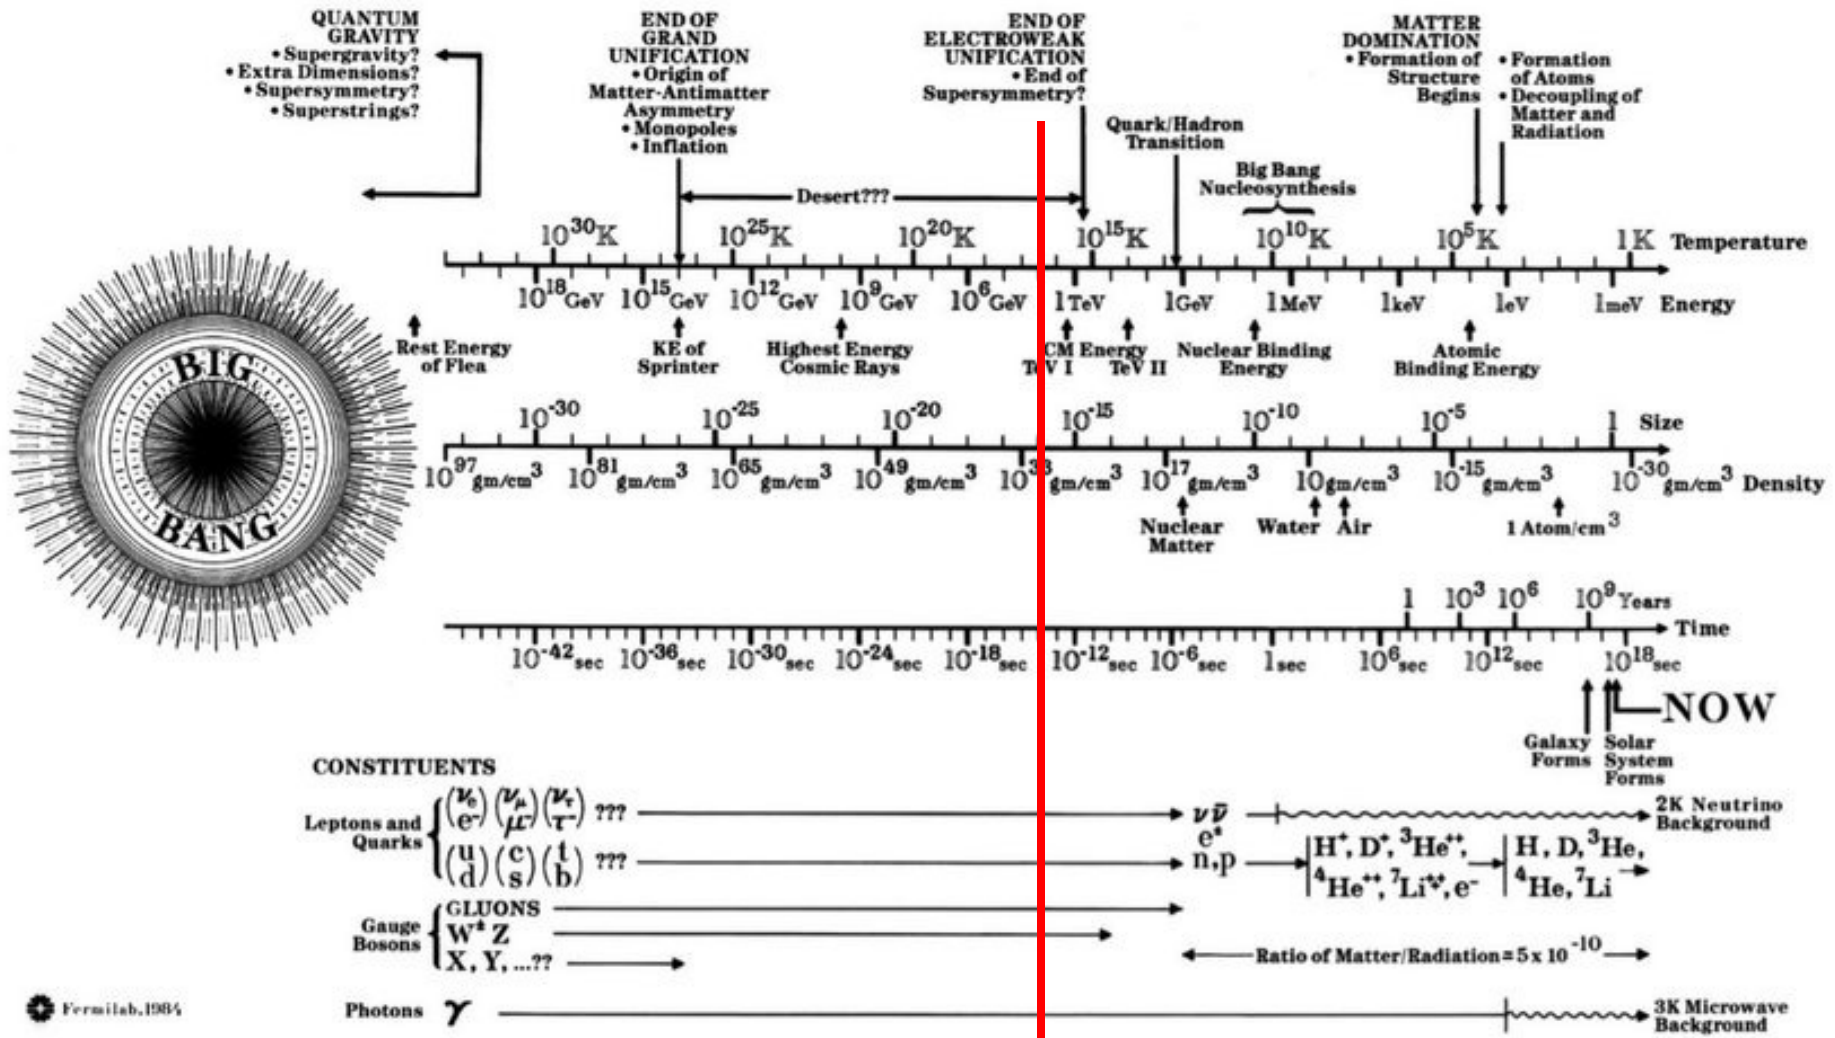 QUANTUM
GRAVITY
• Supergravity?
• Extra Dimensions?
• Supersymmetry?
• Superstrings?
END OF
GRAND
UNIFICATION
• Origin of
Matter-Antimatter
Asymmetry
• Monopoles
• Inflation
END OF
ELECTROWEAK
UNIFICATION
• End of
Supersymmetry?
Quark/Hadron
Transition
Big Bang
Nucleosynthesis
MATTER
DOMINATION
• Formation of
Structure
Begins
• Formation
of Atoms
• Decoupling of
Matter and
Radiation
Desert???
10³⁰K 10²⁵K 10²⁰K 10¹⁵K 10¹⁰K 10⁵K 1K Temperature
10¹⁸GeV 10¹⁵GeV 10¹²GeV 10⁹GeV 10⁶GeV 1TeV 1GeV 1MeV 1keV 1eV 1meV Energy
Rest Energy
of Flea
KE of
Sprinter
Highest Energy
Cosmic Rays
CM Energy
TeV I TeV II
Nuclear Binding
Energy
Atomic
Binding Energy
BIG
BANG
10⁻³⁰ 10⁻²⁵ 10⁻²⁰ 10⁻¹⁵ 10⁻¹⁰ 10⁻⁵ 1 Size
10⁹⁷gm/cm³ 10⁸¹gm/cm³ 10⁶⁵gm/cm³ 10⁴⁹gm/cm³ 10³³gm/cm³ 10¹⁷gm/cm³ 10gm/cm³ 10⁻¹⁵gm/cm³ 10⁻³⁰gm/cm³ Density
Nuclear
Matter
Water
Air
1 Atom/cm³
1 10³ 10⁶ 10⁹ Years
Time
10⁻⁴²sec 10⁻³⁶sec 10⁻³⁰sec 10⁻²⁴sec 10⁻¹⁸sec 10⁻¹²sec 10⁻⁶sec 1sec 10⁶sec 10¹²sec 10¹⁸sec
NOW
Galaxy
Forms
Solar
System
Forms
CONSTITUENTS
Leptons and
Quarks
(νe e⁻) (νμ μ⁻) (ντ τ⁻) ???
(u d) (c s) (t b) ???
νν̄
e±
n,p
H⁺, D⁺, ³He⁺⁺,
⁴He⁺⁺, ⁷Li⁺⁺⁺, e⁻
H, D, ³He,
⁴He, ⁷Li
2K Neutrino
Background
Gauge
Bosons
GLUONS
W± Z
X, Y, ...??
Ratio of Matter/Radiation = 5 x 10⁻¹⁰
Photons γ
3K Microwave
Background
Fermilab, 1984